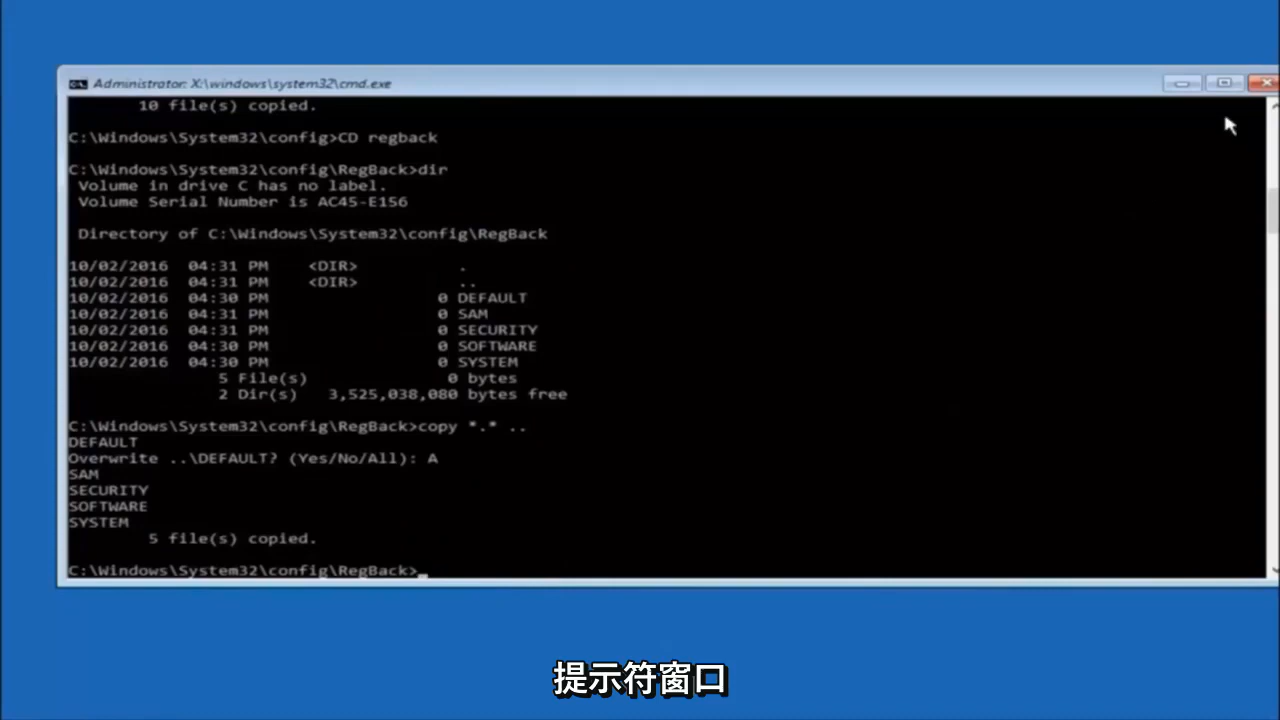 Administrator: X:\windows\system32\cmd.exe
10 file(s) copied.
C:\Windows\System32\config>CD regback
C:\Windows\System32\config\RegBack>dir
Volume in drive C has no label.
Volume Serial Number is AC45-E156
Directory of C:\Windows\System32\config\RegBack
10/02/2016 04:31 PM <DIR> .
10/02/2016 04:31 PM <DIR> ..
10/02/2016 04:30 PM 0 DEFAULT
10/02/2016 04:31 PM 0 SAM
10/02/2016 04:31 PM 0 SECURITY
10/02/2016 04:30 PM 0 SOFTWARE
10/02/2016 04:30 PM 0 SYSTEM
5 File(s) 0 bytes
2 Dir(s) 3,525,038,080 bytes free
C:\Windows\System32\config\RegBack>copy *.* ..
DEFAULT
Overwrite ..\DEFAULT? (Yes/No/All): A
SAM
SECURITY
SOFTWARE
SYSTEM
5 file(s) copied.
C:\Windows\System32\config\RegBack>_
提示符窗口